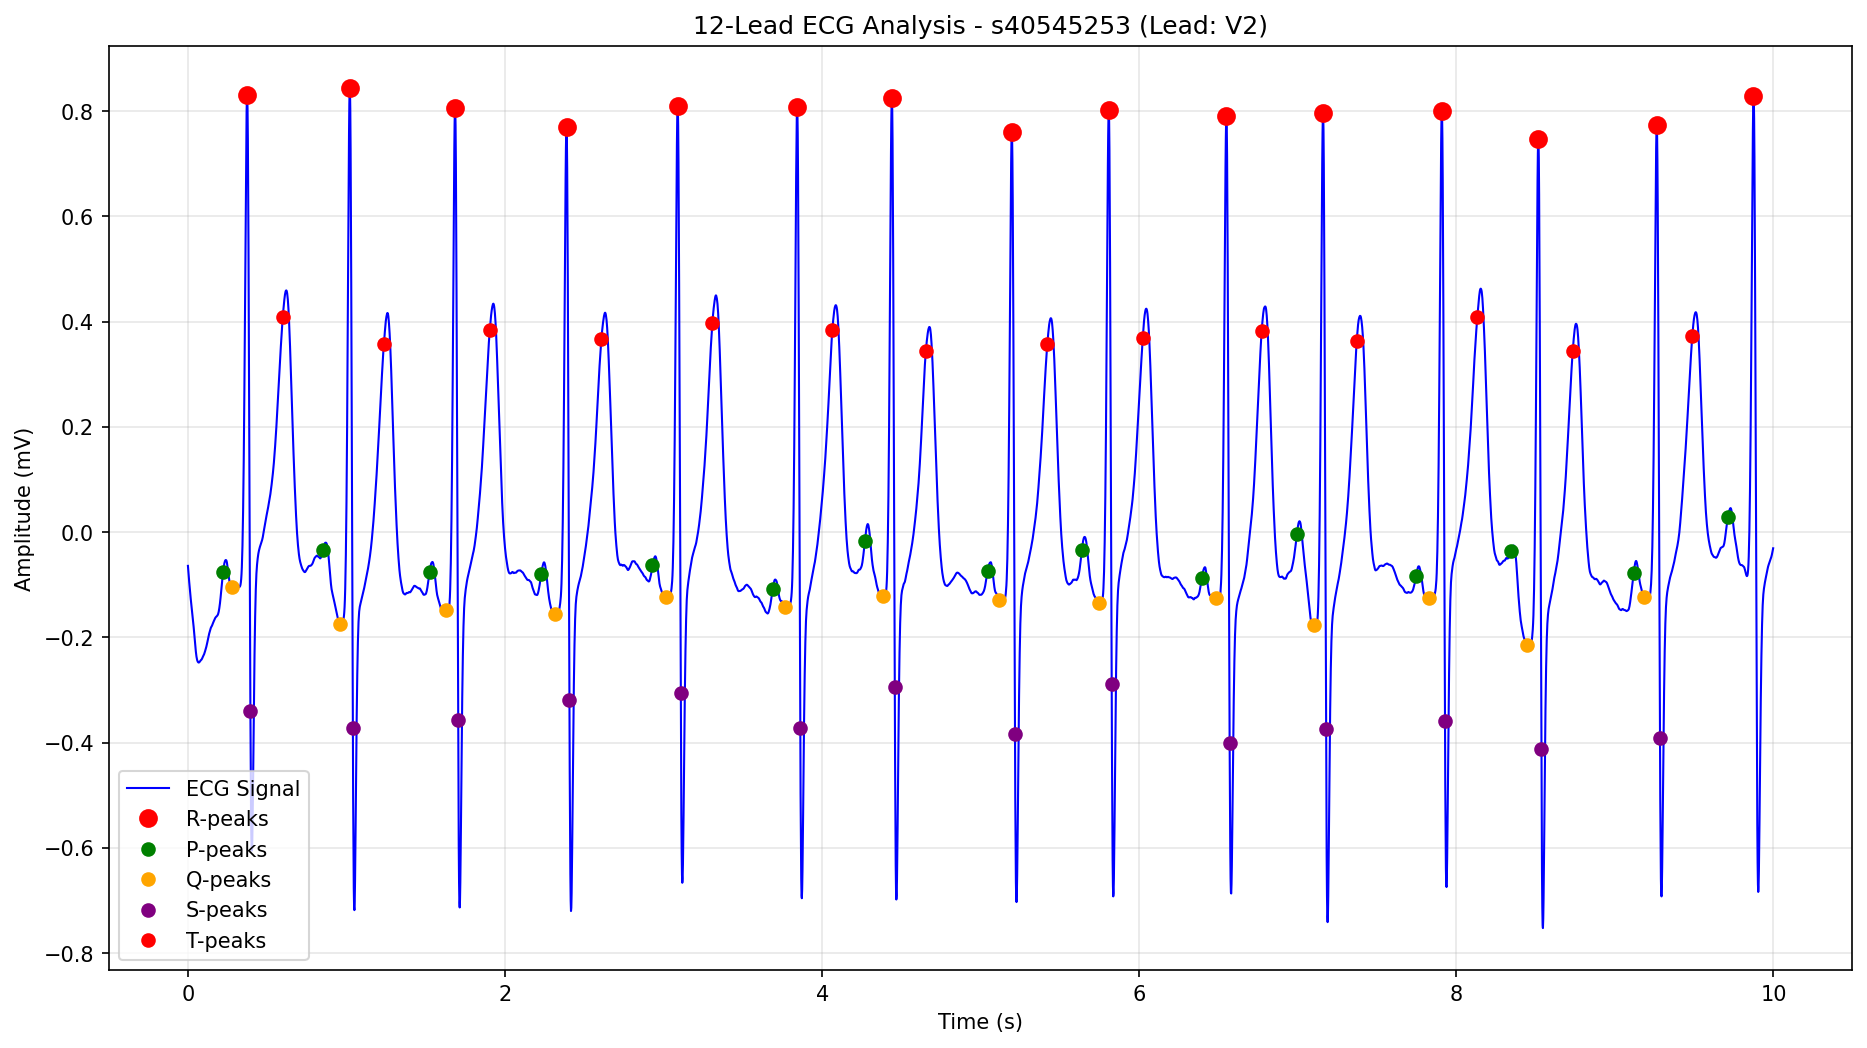 12-Lead ECG Analysis - s40545253 (Lead: V2)
Amplitude (mV)
0.8
0.6
0.4
0.2
0.0
−0.2
−0.4
−0.6
−0.8
ECG Signal
R-peaks
P-peaks
Q-peaks
S-peaks
T-peaks
0 2 4 6 8 10
Time (s)